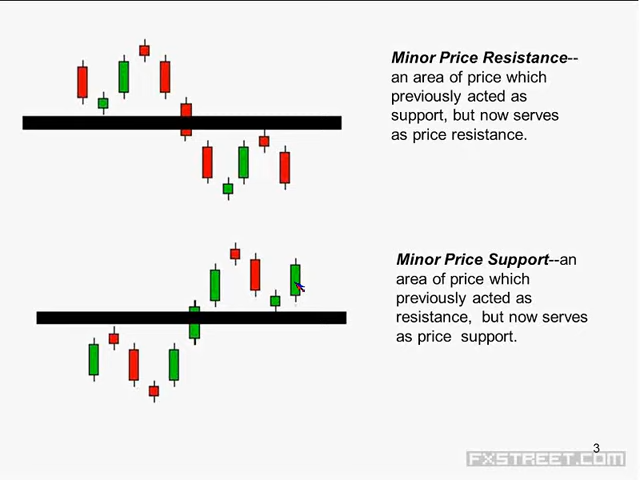 Minor Price Resistance--
an area of price which
previously acted as
support, but now serves
as price resistance.
Minor Price Support--an
area of price which
previously acted as
resistance, but now serves
as price support.
3
FXSTREET.COM